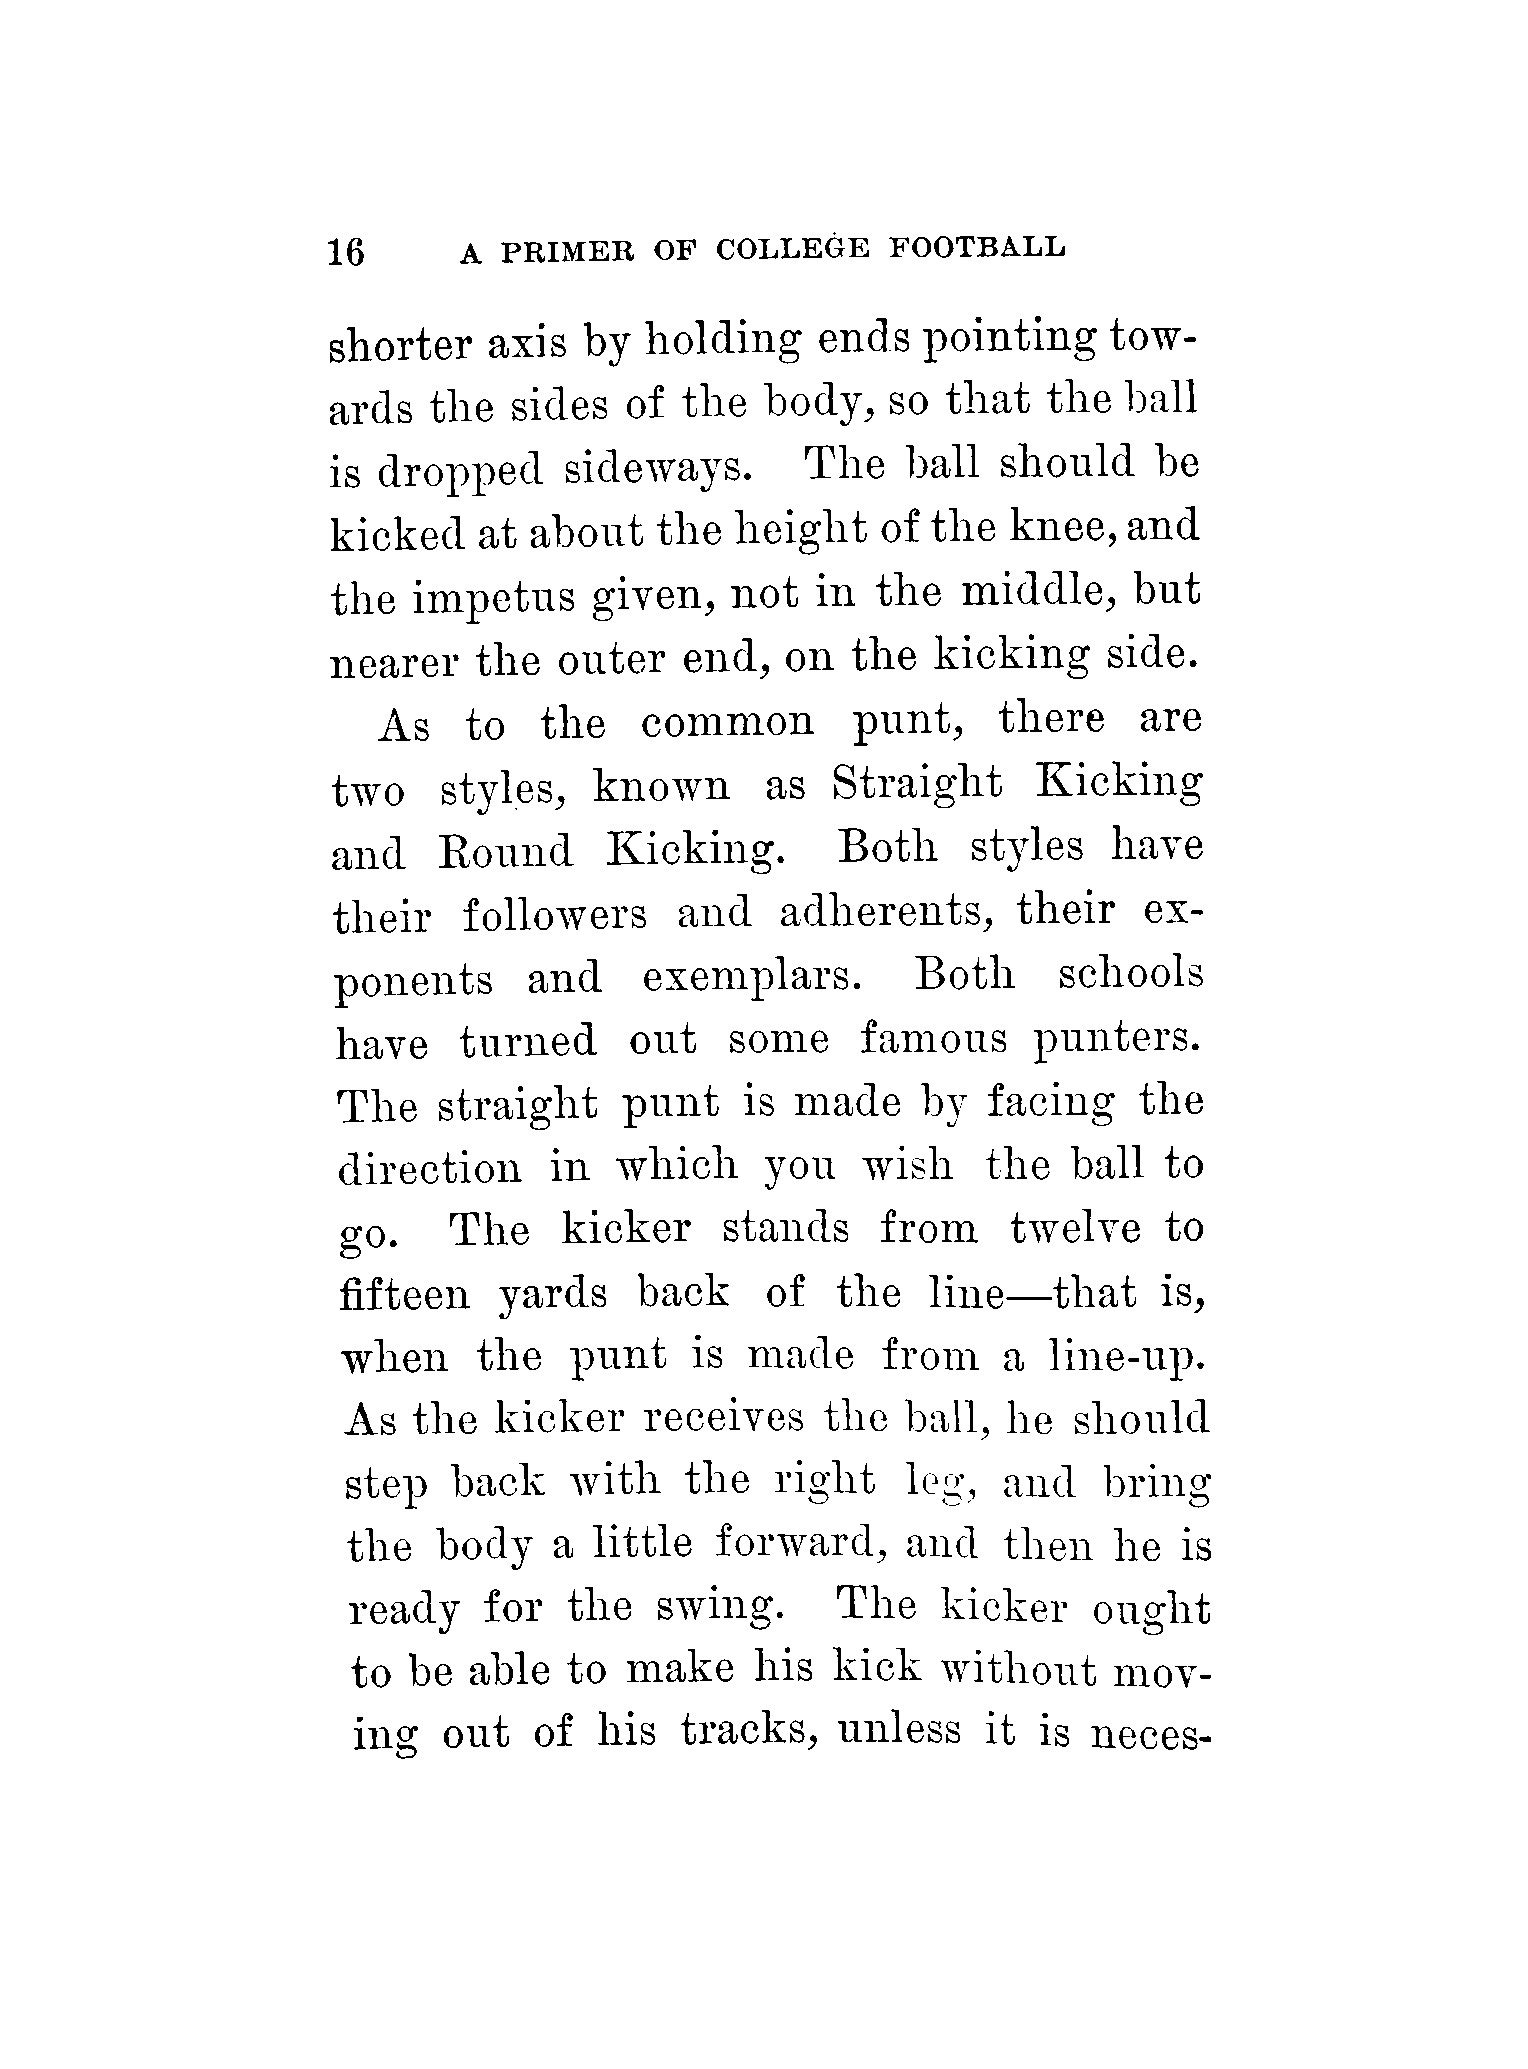 16 A PRIMER OF COLLEGE FOOTBALL
shorter axis by holding ends pointing tow-
ards the sides of the body, so that the ball
is dropped sideways. The ball should be
kicked at about the height of the knee, and
the impetus given, not in the middle, but
nearer the outer end, on the kicking side.
As to the common punt, there are
two styles, known as Straight Kicking
and Round Kicking. Both styles have
their followers and adherents, their ex-
ponents and exemplars. Both schools
have turned out some famous punters.
The straight punt is made by facing the
direction in which you wish the ball to
go. The kicker stands from twelve to
fifteen yards back of the line—that is,
when the punt is made from a line-up.
As the kicker receives the ball, he should
step back with the right leg, and bring
the body a little forward, and then he is
ready for the swing. The kicker ought
to be able to make his kick without mov-
ing out of his tracks, unless it is neces-